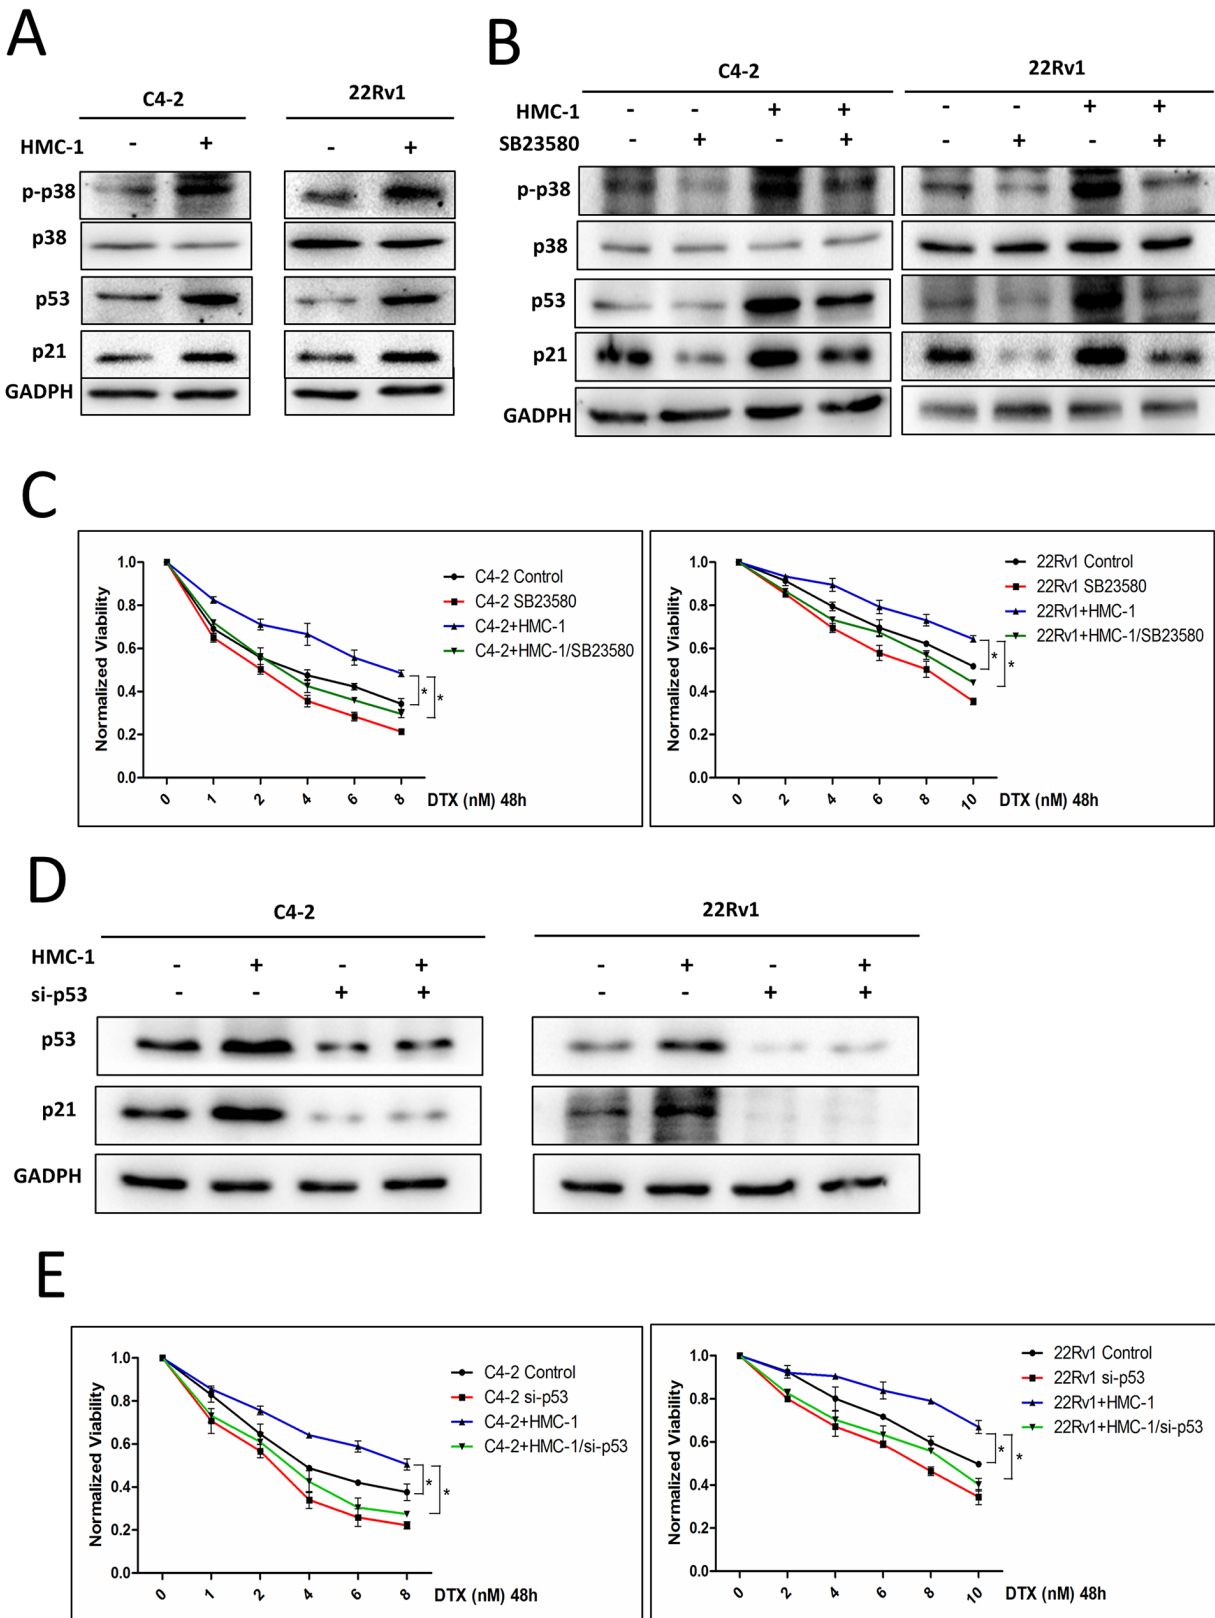 A
C4-2 22Rv1
HMC-1 - + - +
p-p38
p38
p53
p21
GADPH
B
C4-2 22Rv1
HMC-1 - - + + - - + +
SB23580 - + - + - + - +
p-p38
p38
p53
p21
GADPH
C
Normalized Viability
1.0
0.8
0.6
0.4
0.2
0.0
0 1 2 4 6 8 DTX (nM) 48h
C4-2 Control
C4-2 SB23580
C4-2+HMC-1
C4-2+HMC-1/SB23580
* *
Normalized Viability
1.0
0.8
0.6
0.4
0.2
0.0
0 2 4 6 8 10 DTX (nM) 48h
22Rv1 Control
22Rv1 SB23580
22Rv1+HMC-1
22Rv1+HMC-1/SB23580
* *
D
C4-2 22Rv1
HMC-1 - + - + - + - +
si-p53 - - + + - - + +
p53
p21
GADPH
E
Normalized Viability
1.0
0.8
0.6
0.4
0.2
0.0
0 1 2 4 6 8 DTX (nM) 48h
C4-2 Control
C4-2 si-p53
C4-2+HMC-1
C4-2+HMC-1/si-p53
* *
Normalized Viability
1.0
0.8
0.6
0.4
0.2
0.0
0 2 4 6 8 10 DTX (nM) 48h
22Rv1 Control
22Rv1 si-p53
22Rv1+HMC-1
22Rv1+HMC-1/si-p53
* *